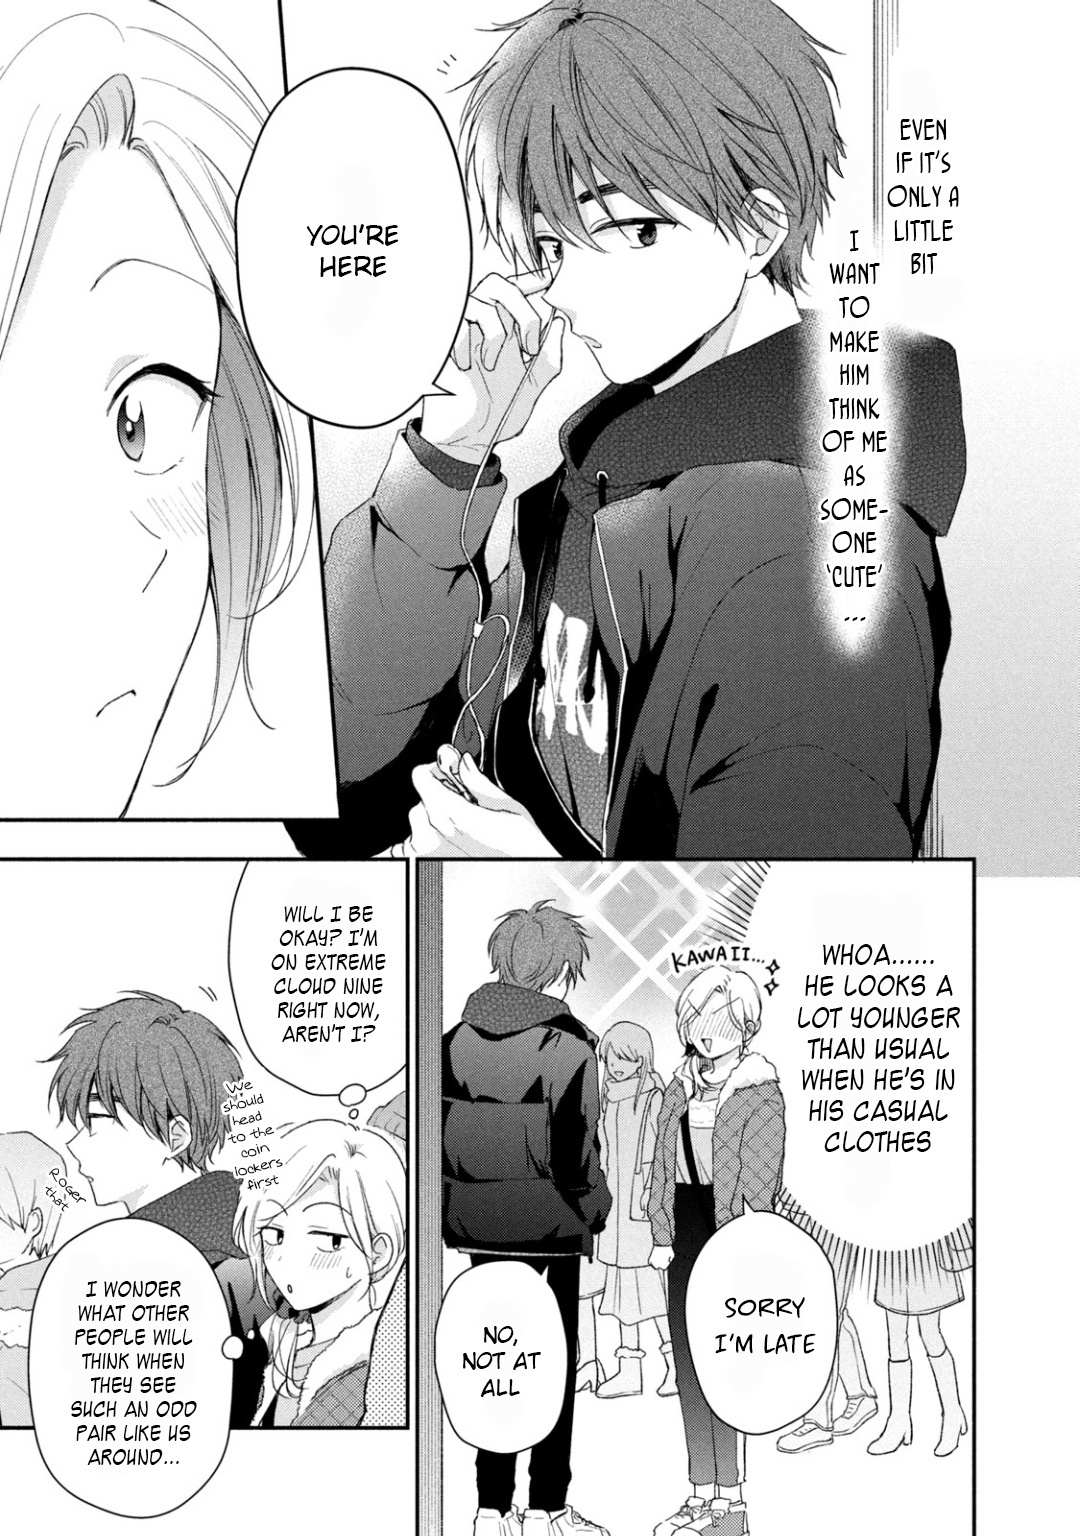 EVEN
IF IT'S
ONLY A
LITTLE
BIT
I
WANT
TO
MAKE
HIM
THINK
OF ME
AS
SOME-
ONE
'CUTE'
...
YOU'RE
HERE
WHOA......
HE LOOKS A
LOT YOUNGER
THAN USUAL
WHEN HE'S IN
HIS CASUAL
CLOTHES
KAWAII...
SORRY
I'M LATE
NO,
NOT AT
ALL
WILL I BE
OKAY? I'M
ON EXTREME
CLOUD NINE
RIGHT NOW,
AREN'T I?
We
should
head
to the
coin
lockers
first
Roger
that
I WONDER
WHAT OTHER
PEOPLE WILL
THINK WHEN
THEY SEE
SUCH AN ODD
PAIR LIKE US
AROUND...